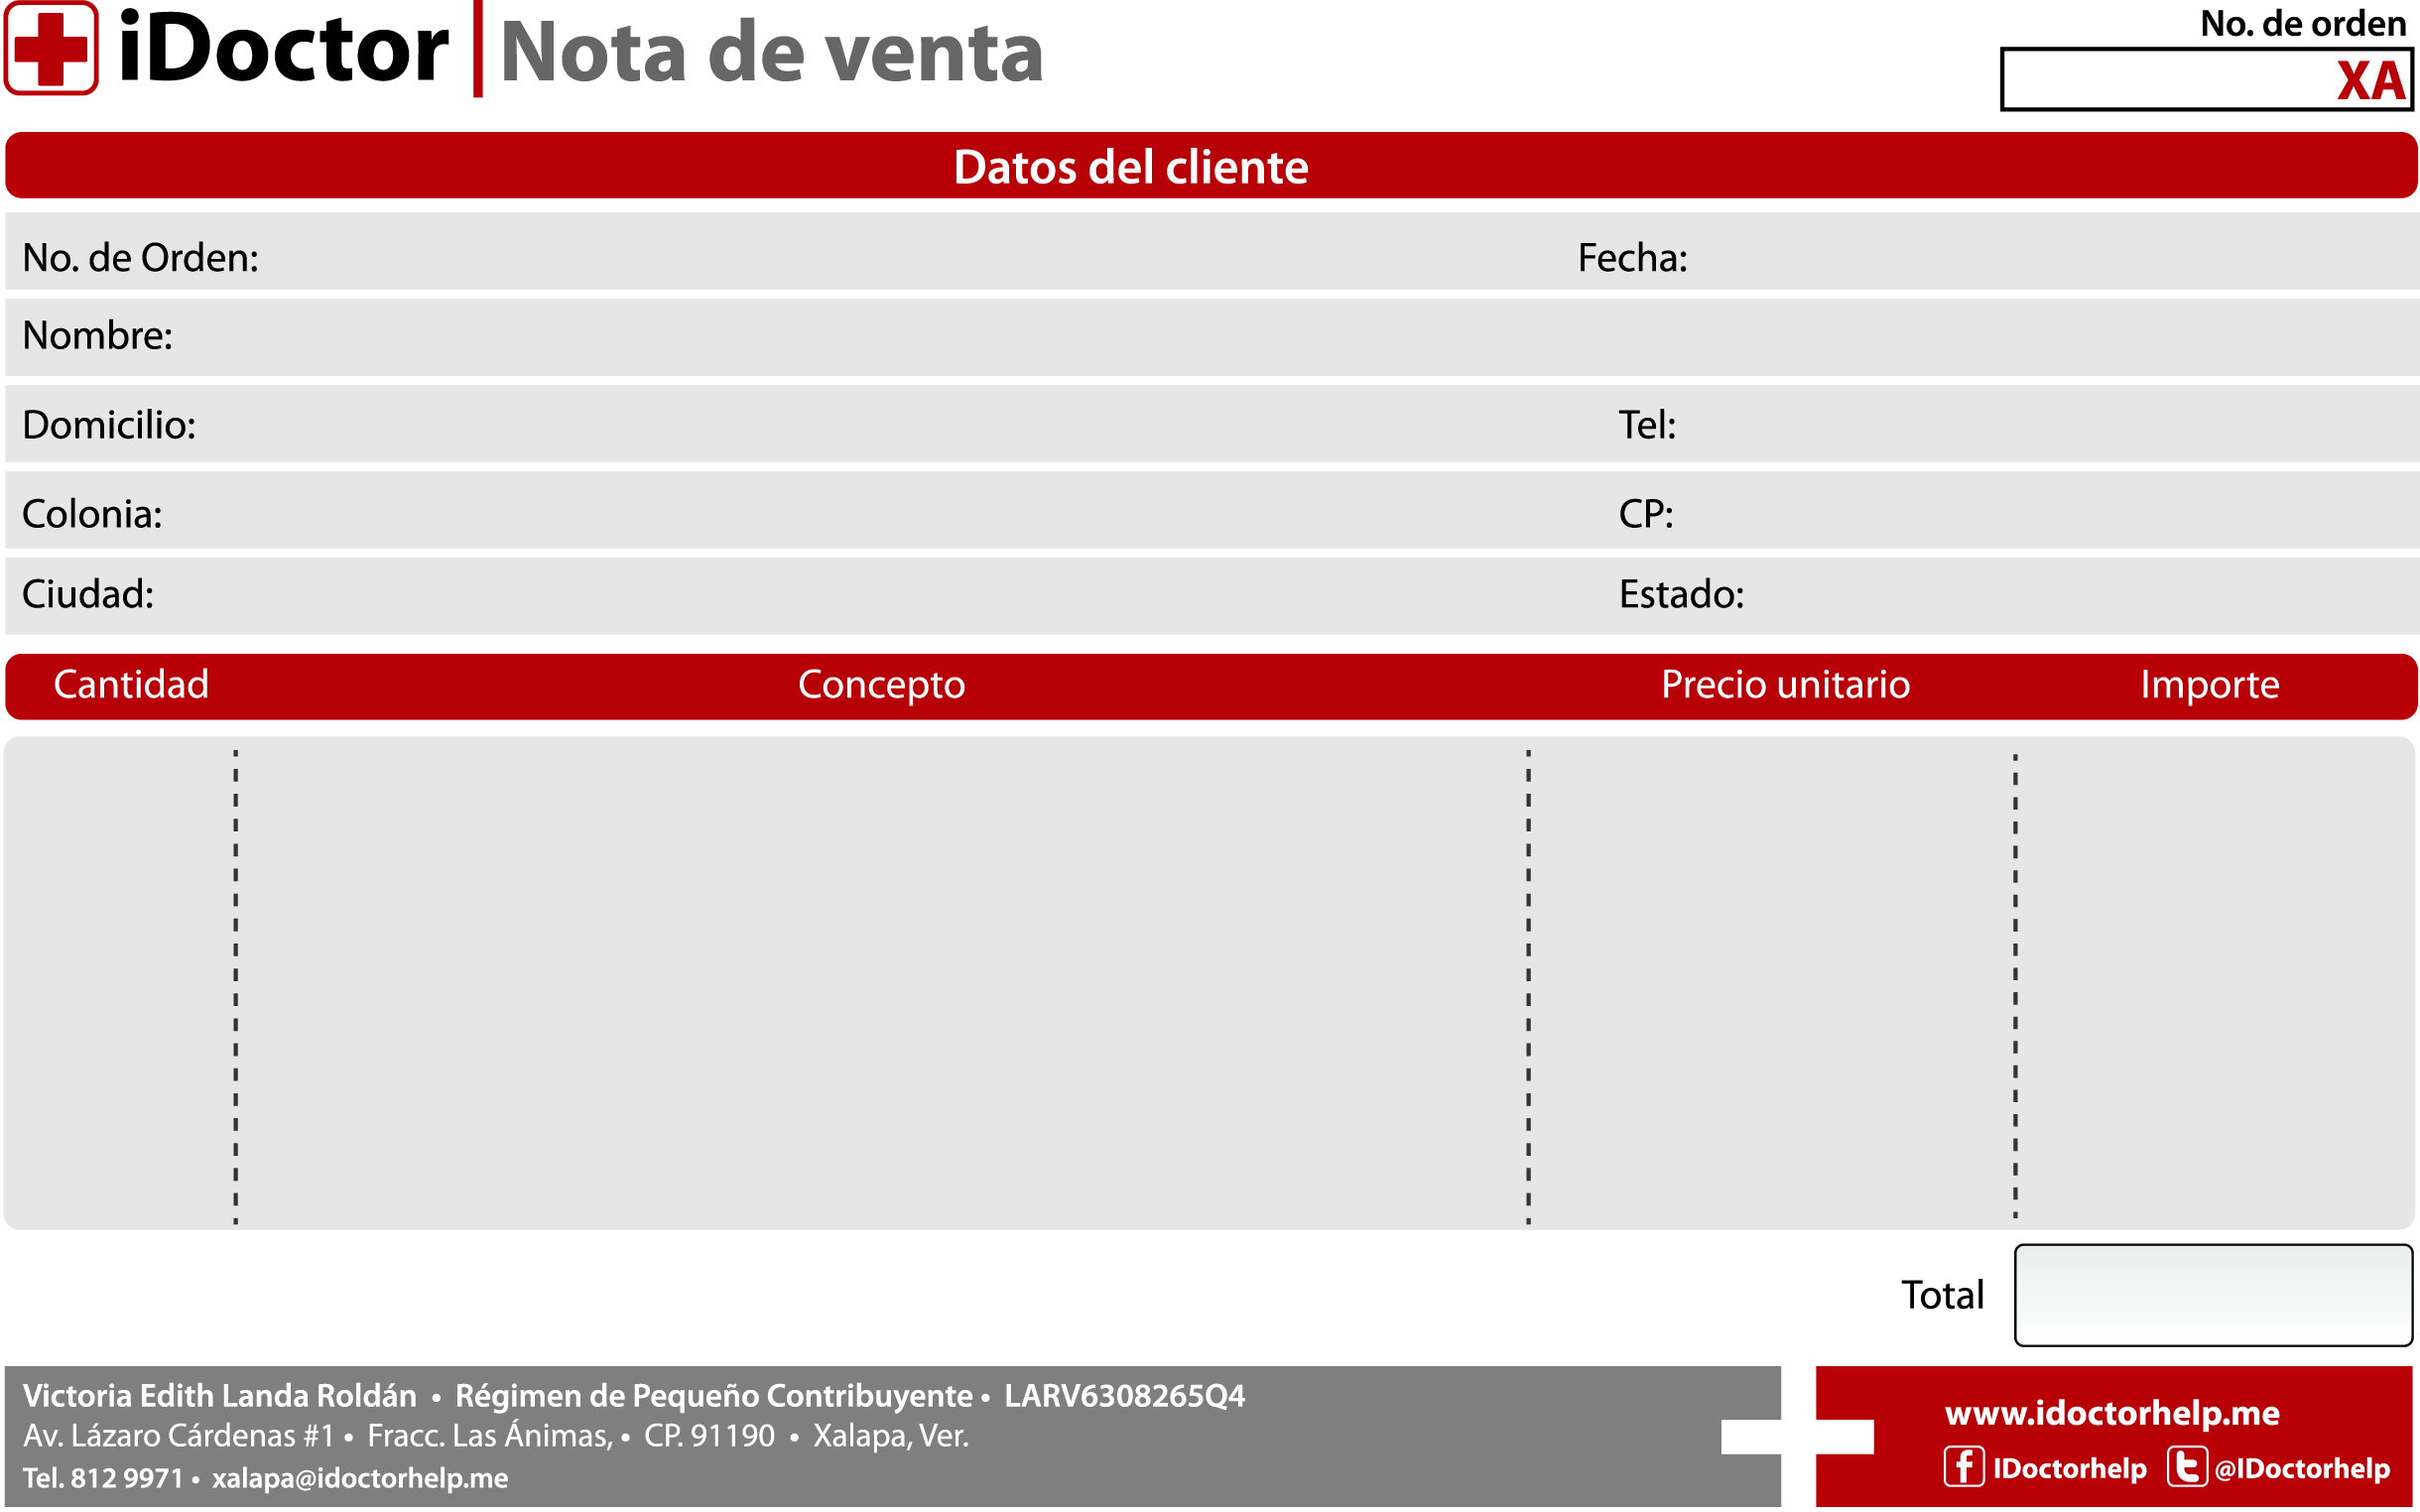 iDoctor | Nota de venta
No. de orden
XA
Datos del cliente
No. de Orden: Fecha:
Nombre:
Domicilio: Tel:
Colonia: CP:
Ciudad: Estado:
Cantidad Concepto Precio unitario Importe
Total
Victoria Edith Landa Roldán • Régimen de Pequeño Contribuyente • LARV6308265Q4
Av. Lázaro Cárdenas #1 • Fracc. Las Ánimas, • CP. 91190 • Xalapa, Ver.
Tel. 812 9971 • xalapa@idoctorhelp.me
www.idoctorhelp.me
f IDoctorhelp t @IDoctorhelp